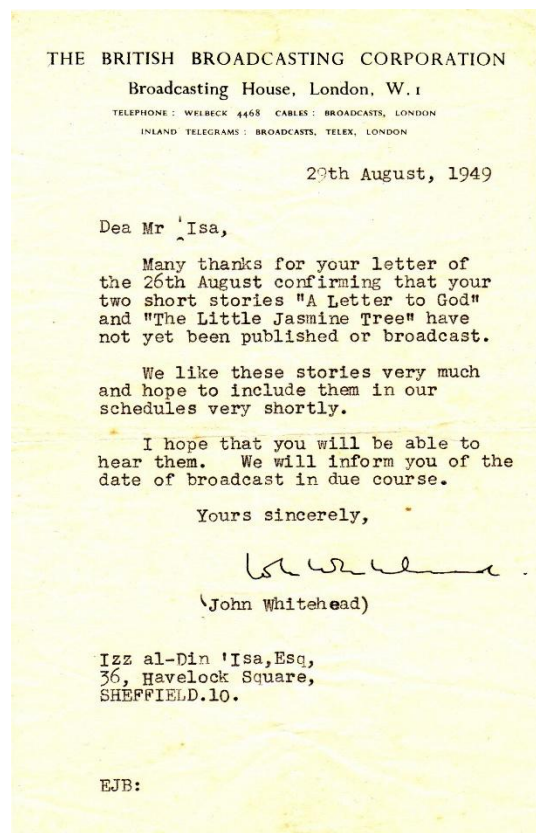 THE BRITISH BROADCASTING CORPORATION
Broadcasting House, London, W. 1
TELEPHONE : WELBECK 4468 CABLES : BROADCASTS, LONDON
INLAND TELEGRAMS : BROADCASTS, TELEX, LONDON
29th August, 1949
Dea Mr 'Isa,
Many thanks for your letter of
the 26th August confirming that your
two short stories "A Letter to God"
and "The Little Jasmine Tree" have
not yet been published or broadcast.
We like these stories very much
and hope to include them in our
schedules very shortly.
I hope that you will be able to
hear them. We will inform you of the
date of broadcast in due course.
Yours sincerely,
John Whitehead
(John Whitehead)
Izz al-Din 'Isa,Esq,
36, Havelock Square,
SHEFFIELD.10.
EJB: